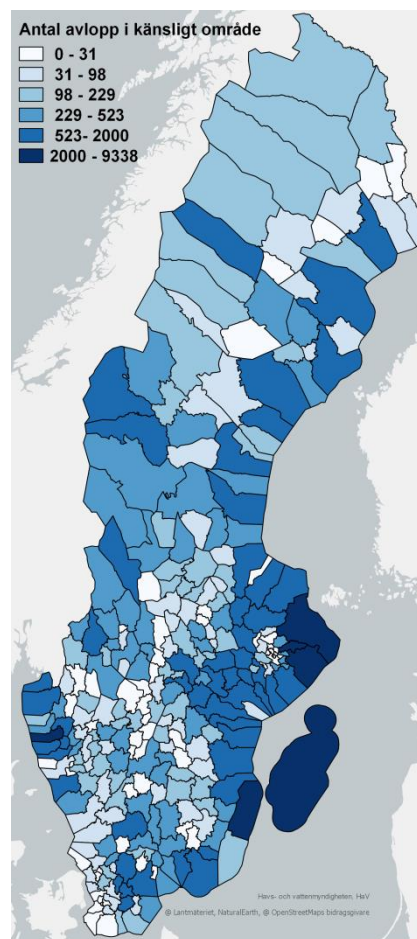 Antal avlopp i känsligt område
0 - 31
31 - 98
98 - 229
229 - 523
523- 2000
2000 - 9338
Havs- och vattenmyndigheten, HaV
@ Lantmäteriet, NaturalEarth, @ OpenStreetMaps bidragsgivare